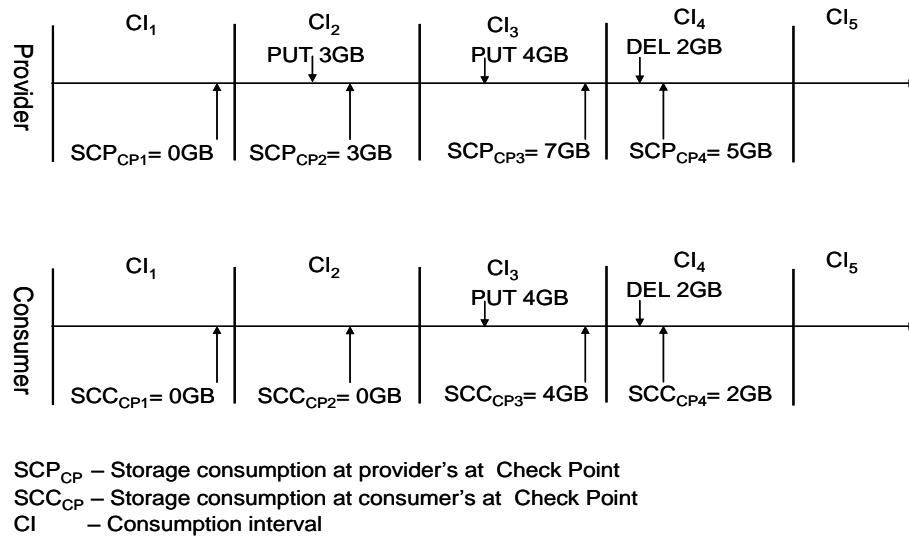 Provider
CI1 CI2 CI3 CI4 CI5
PUT 3GB PUT 4GB DEL 2GB
SCPCP1= 0GB SCPCP2= 3GB SCPCP3= 7GB SCPCP4= 5GB
Consumer
CI1 CI2 CI3 CI4 CI5
PUT 4GB DEL 2GB
SCCCP1= 0GB SCCCP2= 0GB SCCCP3= 4GB SCCCP4= 2GB
SCPCP – Storage consumption at provider's at Check Point
SCCCP – Storage consumption at consumer's at Check Point
CI – Consumption interval